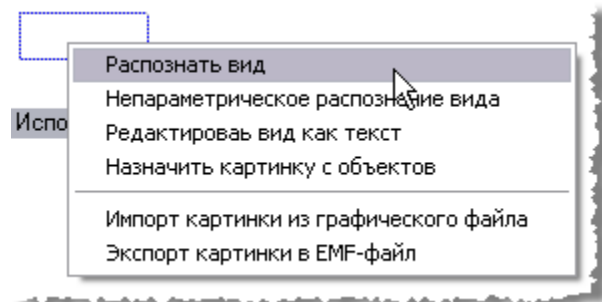 Распознать вид
Непараметрическое распознание вида
Испо
Редактироваь вид как текст
Назначить картинку с объектов
Импорт картинки из графического файла
Экспорт картинки в EMF-файл